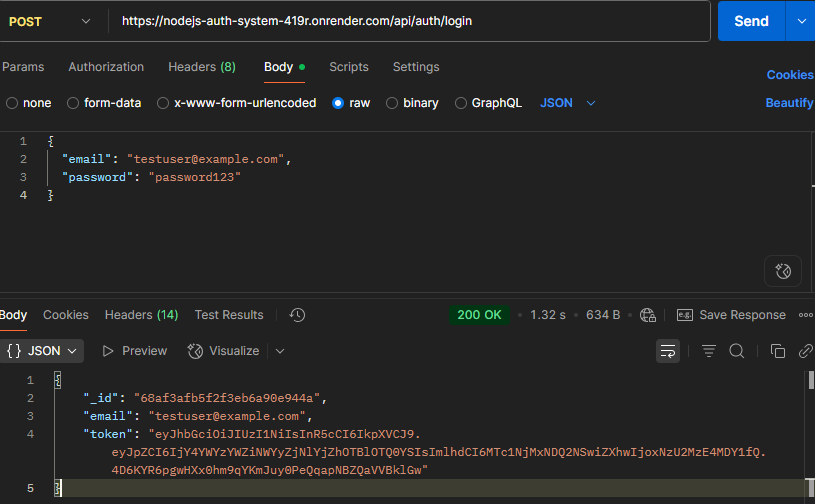 POST https://nodejs-auth-system-419r.onrender.com/api/auth/login Send
Params Authorization Headers (8) Body Scripts Settings Cookies
none form-data x-www-form-urlencoded raw binary GraphQL JSON Beautify
1 {
2 "email": "testuser@example.com",
3 "password": "password123"
4 }
Body Cookies Headers (14) Test Results 200 OK • 1.32 s • 634 B e.g. Save Response
{} JSON Preview Visualize
1 {
2 "_id": "68af3afb5f2f3eb6a90e944a",
3 "email": "testuser@example.com",
4 "token": "eyJhbGciOiJIUzI1NiIsInR5cCI6IkpXVCJ9.
eyJpZCI6IjY4YWYzYWZiNWYyZjNlYjZhOTBlOTQ0YSIsImlhdCI6MTc1NjMxNDQ2NSwiZXhwIjoxNzU2MzE4MDY1fQ.
4D6KYR6pgwHXx0hm9qYKmJuy0PeQqapNBZQaVVBklGw"
5 }